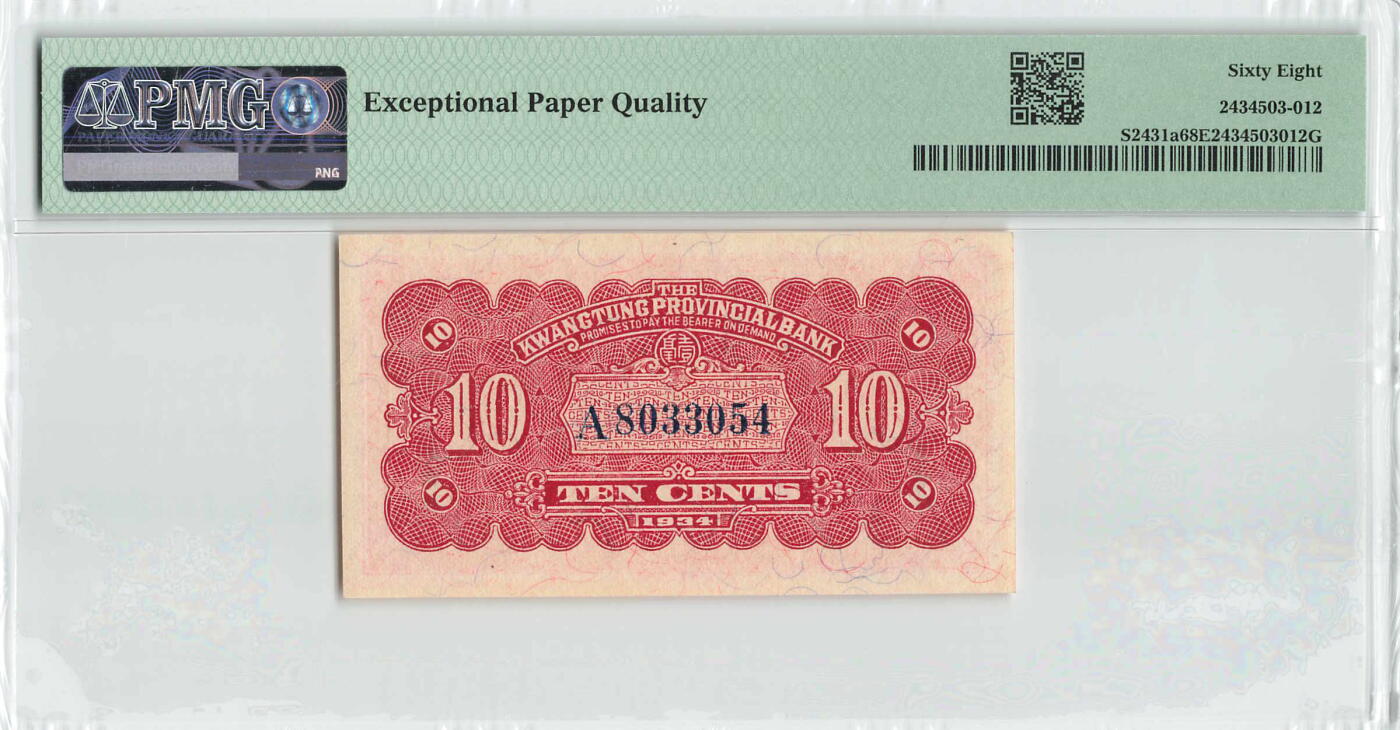 PMG
Exceptional Paper Quality
PNG
Sixty Eight
2434503-012
S2431a68E2434503012G
THE
KWANGTUNG PROVINCIAL BANK
PROMISES TO PAY THE BEARER ON DEMAND
10
10
10
A8033054
10
10
TEN CENTS
10
1934